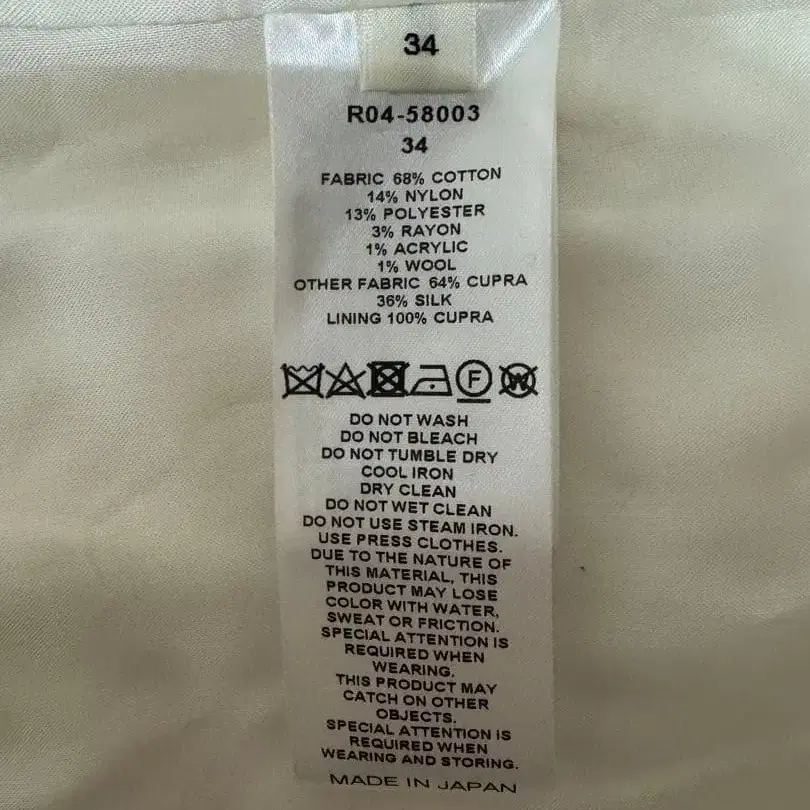 34
R04-58003
34
FABRIC 68% COTTON
14% NYLON
13% POLYESTER
3% RAYON
1% ACRYLIC
1% WOOL
OTHER FABRIC 64% CUPRA
36% SILK
LINING 100% CUPRA
F W
DO NOT WASH
DO NOT BLEACH
DO NOT TUMBLE DRY
COOL IRON
DRY CLEAN
DO NOT WET CLEAN
DO NOT USE STEAM IRON.
USE PRESS CLOTHES.
DUE TO THE NATURE OF
THIS MATERIAL, THIS
PRODUCT MAY LOSE
COLOR WITH WATER,
SWEAT OR FRICTION.
SPECIAL ATTENTION IS
REQUIRED WHEN
WEARING.
THIS PRODUCT MAY
CATCH ON OTHER
OBJECTS.
SPECIAL ATTENTION IS
REQUIRED WHEN
WEARING AND STORING.
MADE IN JAPAN